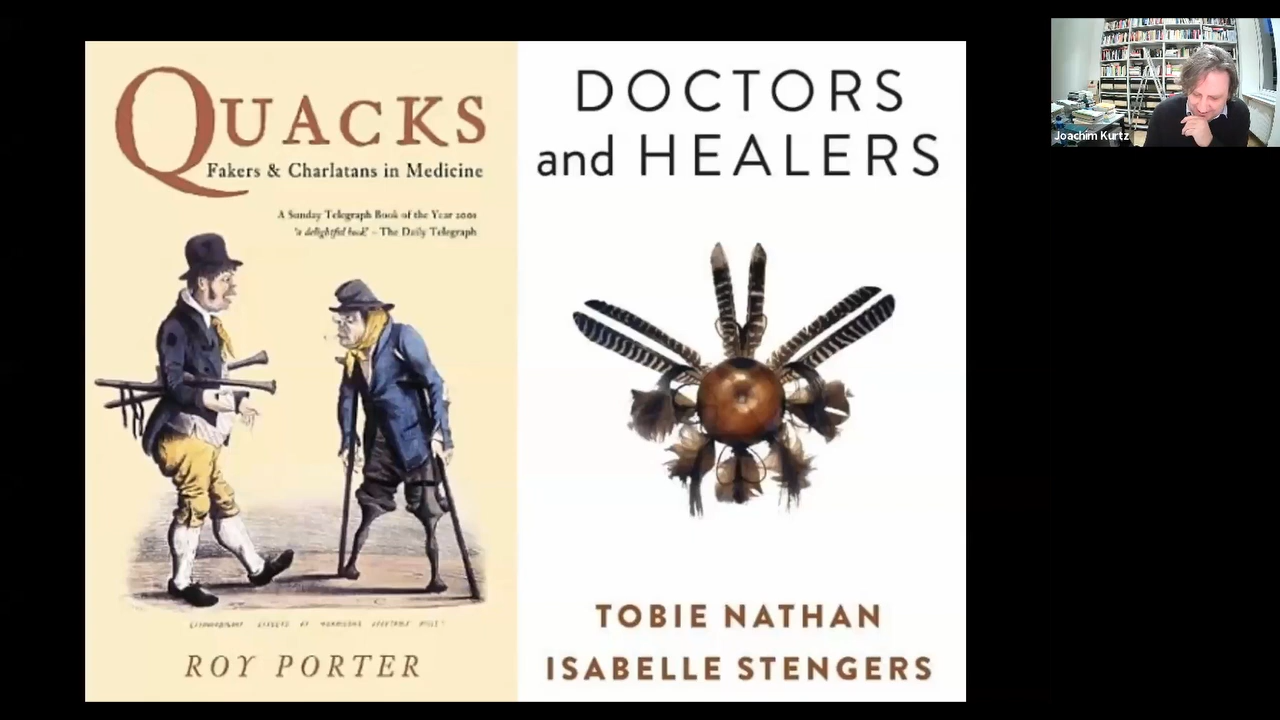 QUACKS
Fakers & Charlatans in Medicine
A Sunday Telegraph Book of the Year 2001
'a delightful book' – The Daily Telegraph
ROY PORTER
DOCTORS
and HEALERS
TOBIE NATHAN
ISABELLE STENGERS
Joachim Kurtz